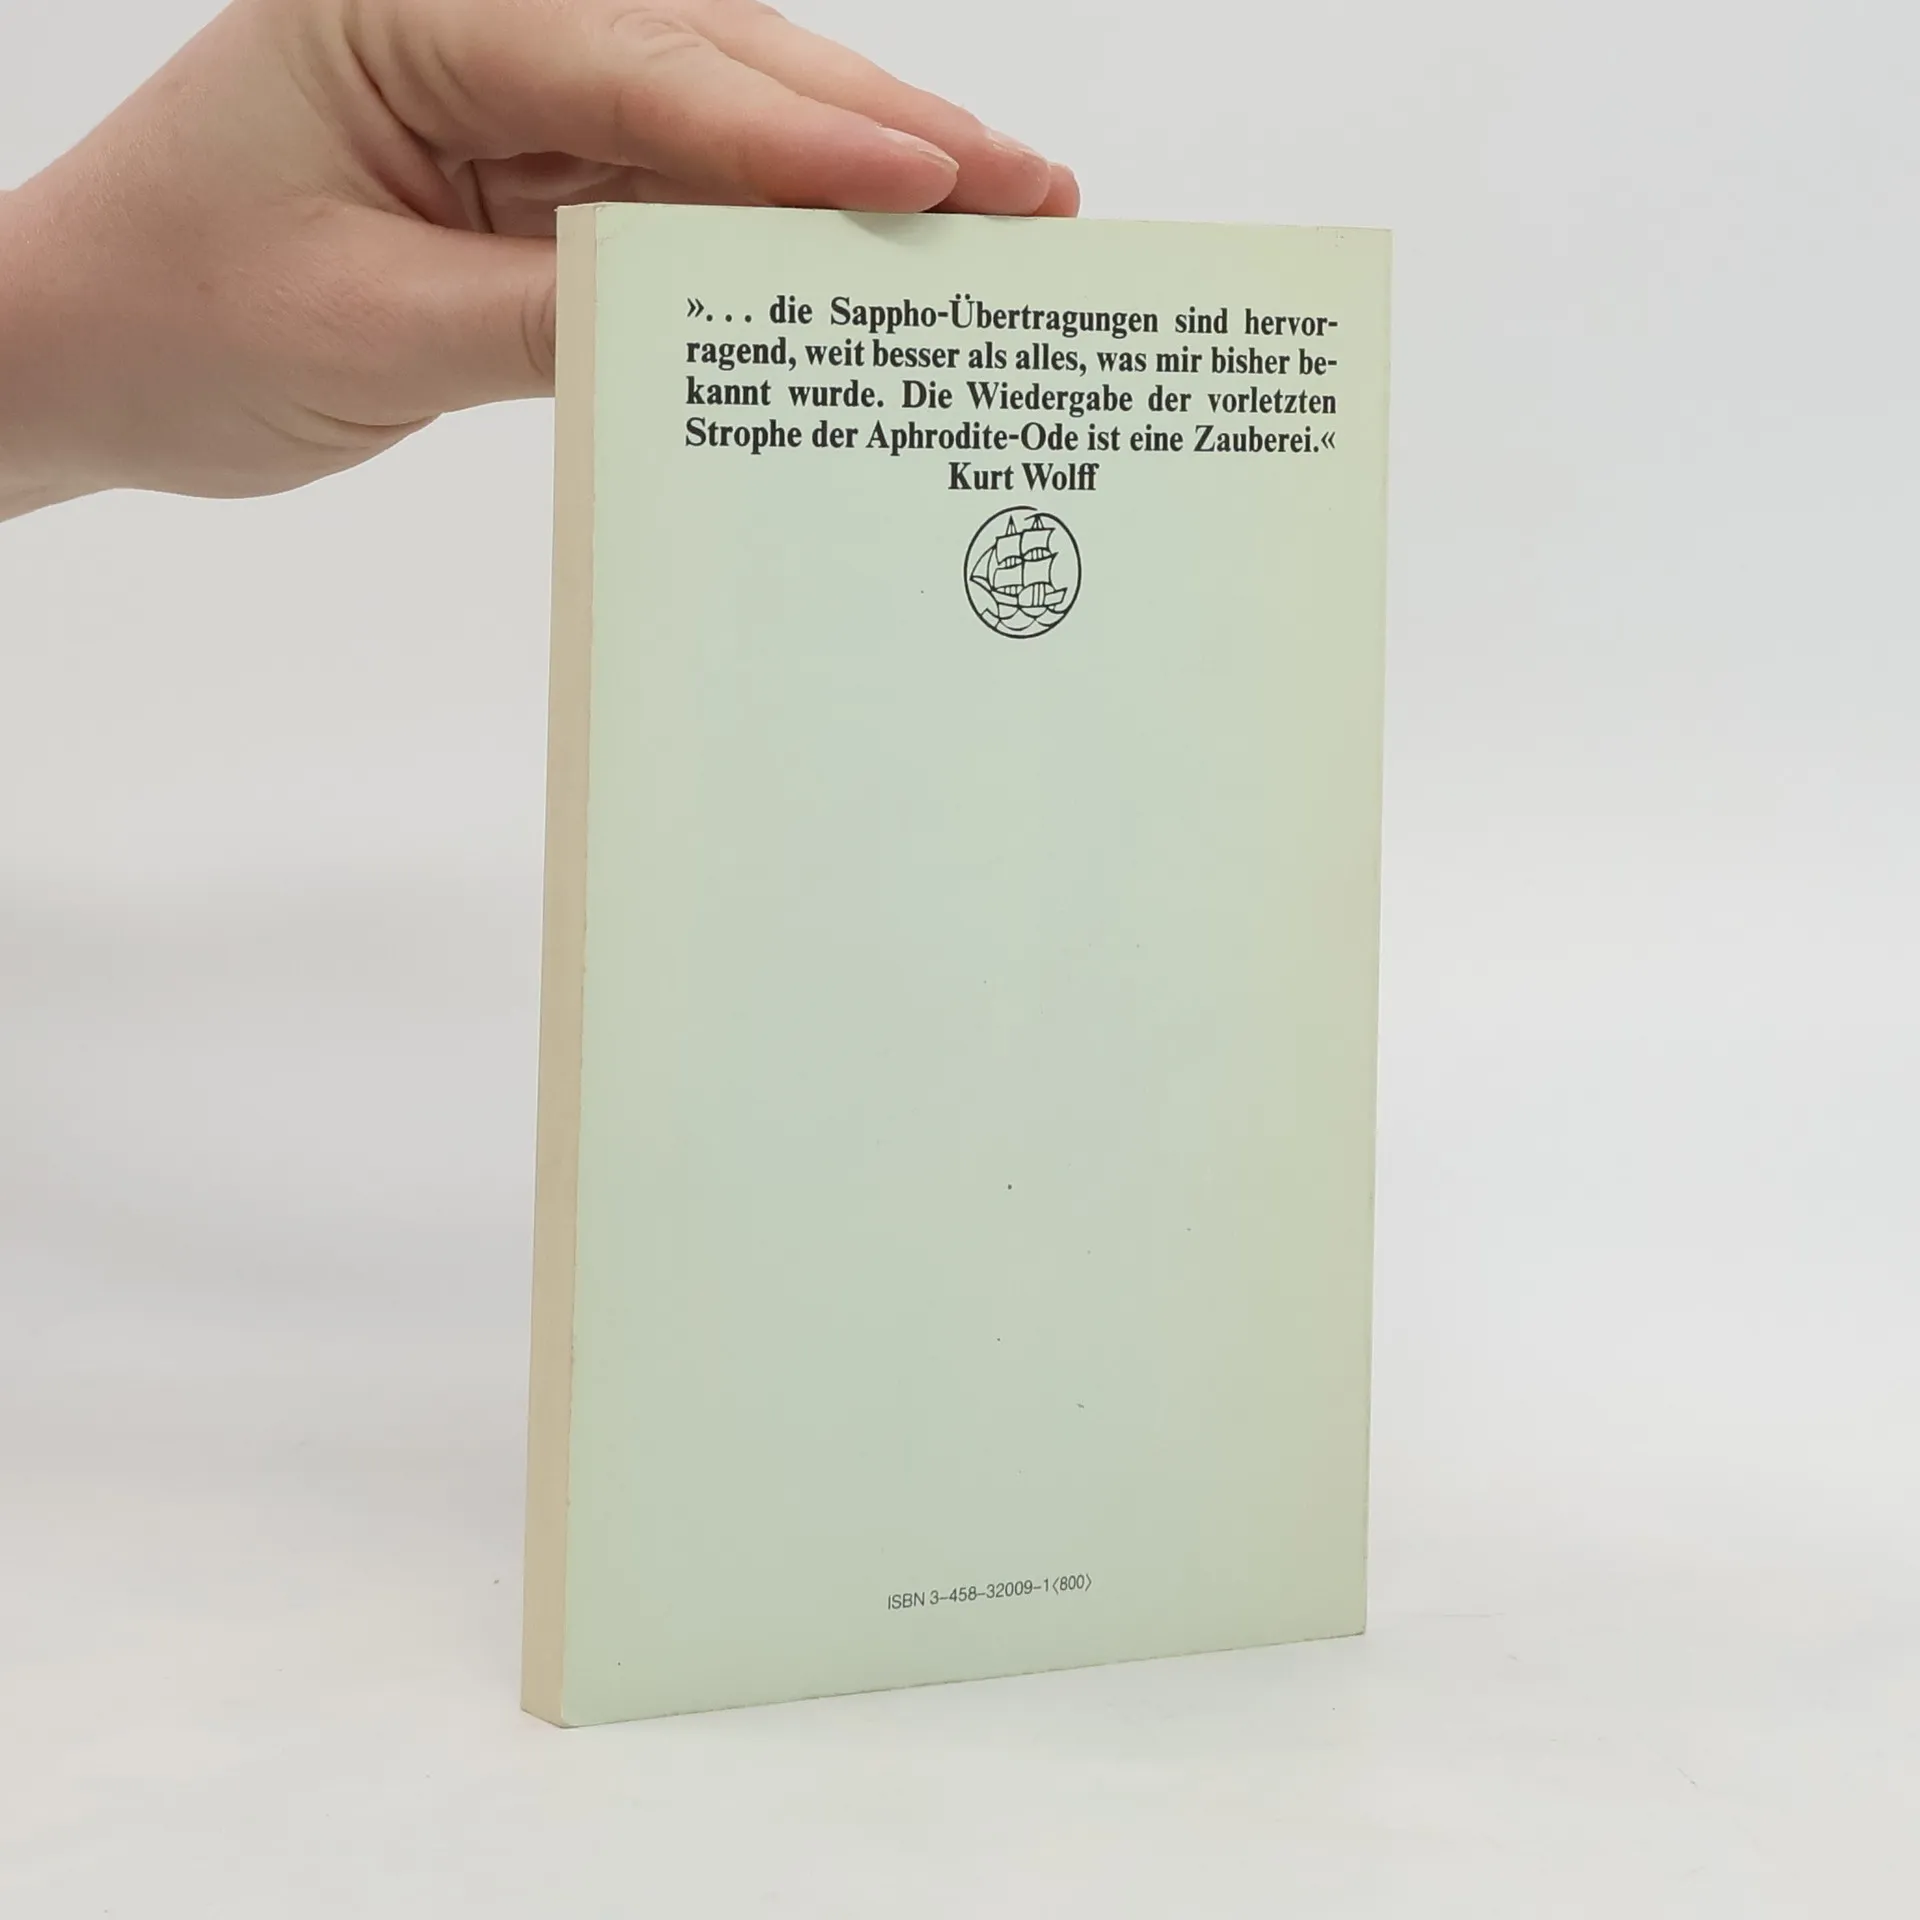 »... die Sappho-Übertragungen sind hervor-
ragend, weit besser als alles, was mir bisher be-
kannt wurde. Die Wiedergabe der vorletzten
Strophe der Aphrodite-Ode ist eine Zauberei.«
Kurt Wolff
ISBN 3-458-32009-1⟨800⟩